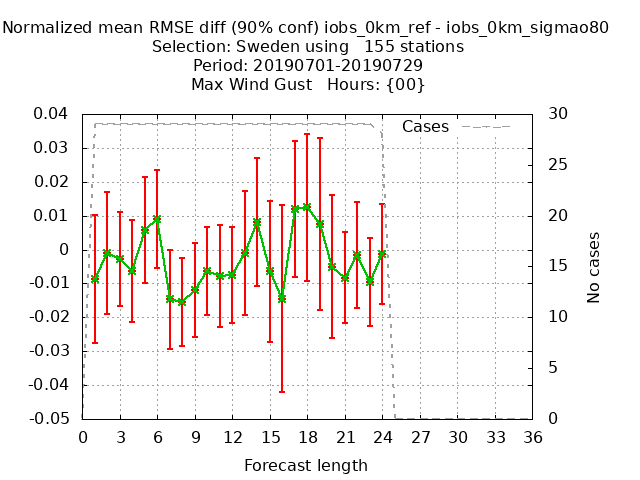 Normalized mean RMSE diff (90% conf) iobs_0km_ref - iobs_0km_sigmao80
Selection: Sweden using 155 stations
Period: 20190701-20190729
Max Wind Gust Hours: {00}
Cases
0.04
0.03
0.02
0.01
0
-0.01
-0.02
-0.03
-0.04
-0.05
30
25
20
15
10
5
0
No cases
0 3 6 9 12 15 18 21 24 27 30 33 36
Forecast length